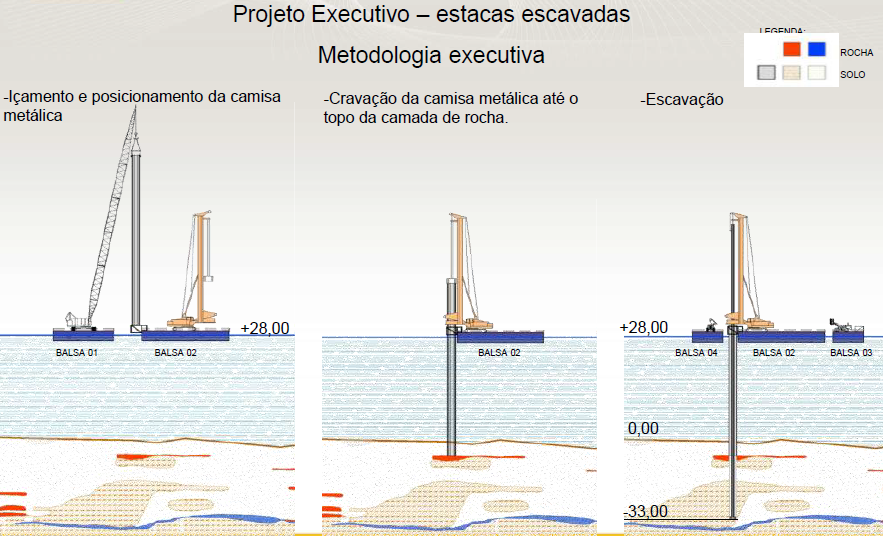 Projeto Executivo – estacas escavadas
Metodologia executiva
LEGENDA:
ROCHA
SOLO
-Içamento e posicionamento da camisa
metálica
-Cravação da camisa metálica até o
topo da camada de rocha.
-Escavação
+28,00
BALSA 01
BALSA 02
BALSA 02
+28,00
BALSA 04
BALSA 02
BALSA 03
0,00
-33,00